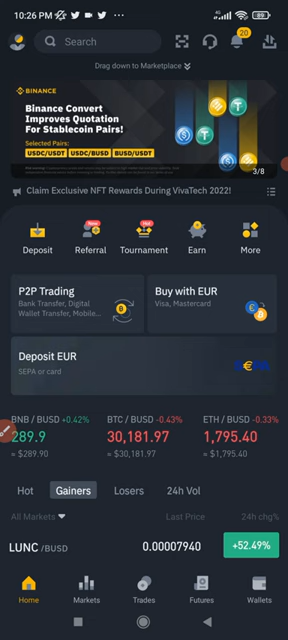 10:26 PM
89
Search
20
Drag down to Marketplace
BINANCE
Binance Convert
Improves Quotation
For Stablecoin Pairs!
Selected Pairs:
USDC/USDT USDC/BUSD BUSD/USDT
3/8
Claim Exclusive NFT Rewards During VivaTech 2022!
New
Hot
Deposit Referral Tournament Earn More
P2P Trading
Bank Transfer, Digital
Wallet Transfer, Mobile...
Buy with EUR
Visa, Mastercard
Deposit EUR
SEPA or card
BNB / BUSD +0.42% BTC / BUSD -0.43% ETH / BUSD -0.33%
289.9 30,181.97 1,795.40
≈ $289.90 ≈ $30,181.97 ≈ $1,795.40
Hot Gainers Losers 24h Vol
All Markets Last Price 24h chg%
LUNC /BUSD 0.00007940 +52.49%
Home Markets Trades Futures Wallets